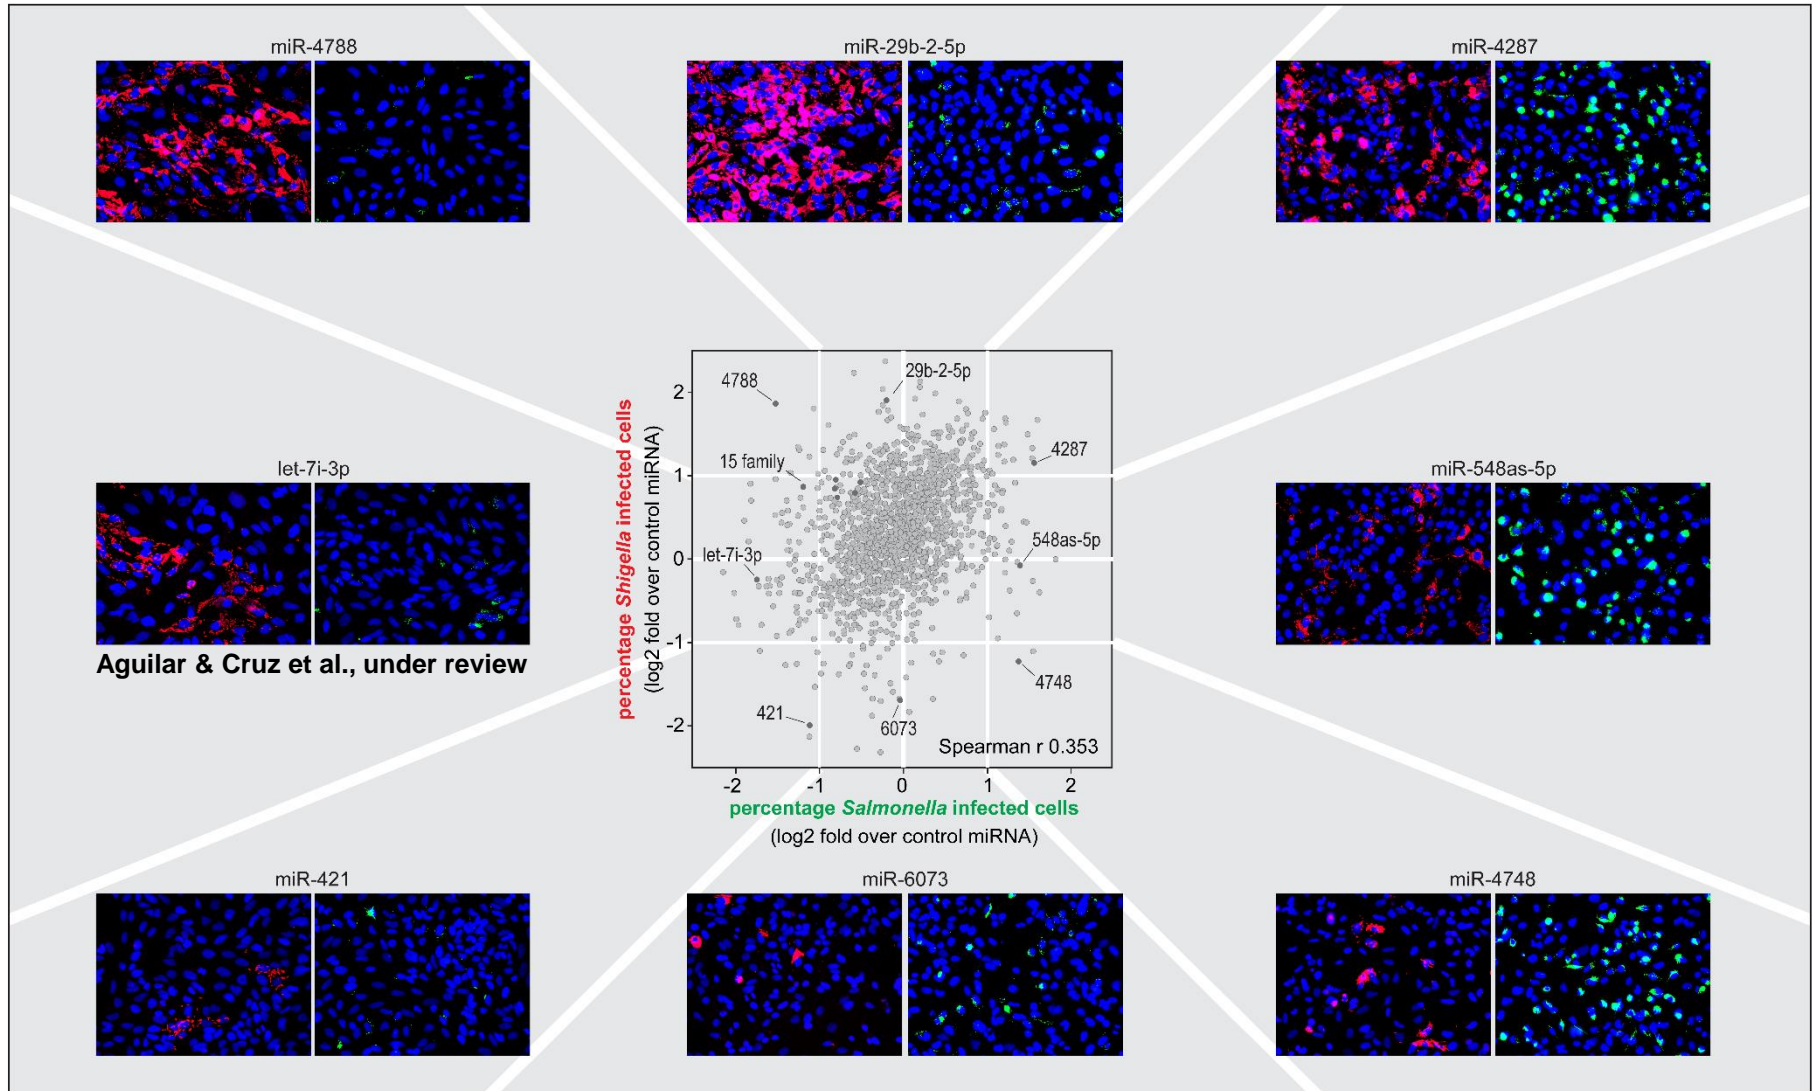 miR-4788
miR-29b-2-5p
miR-4287
let-7i-3p
Aguilar & Cruz et al., under review
percentage Shigella infected cells
(log2 fold over control miRNA)
2
1
0
-1
-2
4788
29b-2-5p
15 family
4287
let-7i-3p
548as-5p
421
6073
4748
Spearman r 0.353
-2 -1 0 1 2
percentage Salmonella infected cells
(log2 fold over control miRNA)
miR-548as-5p
miR-421
miR-6073
miR-4748